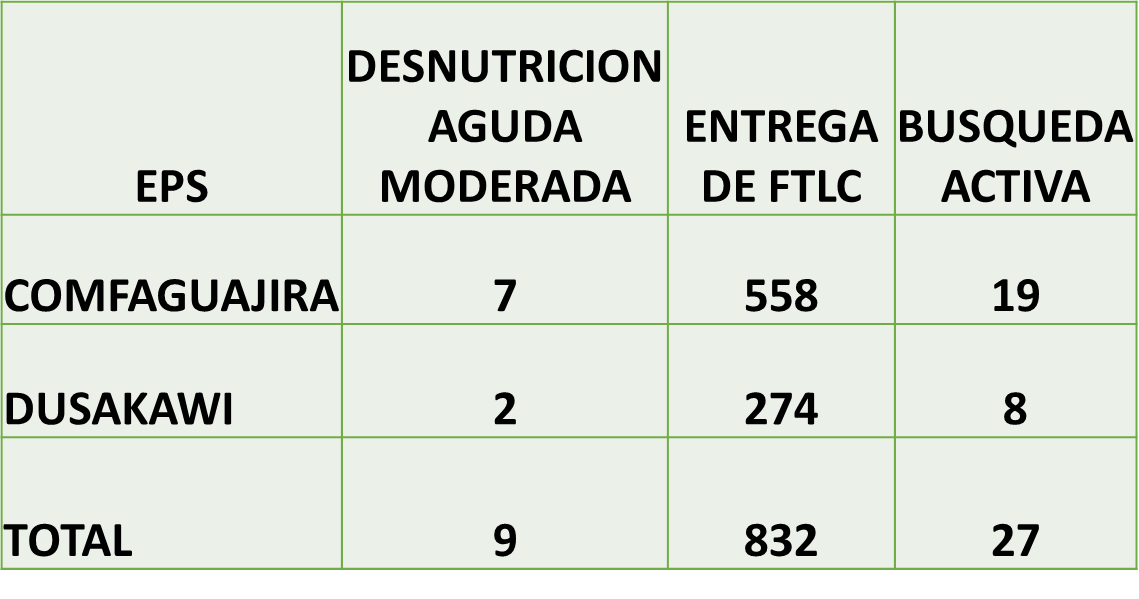 EPS DESNUTRICION AGUDA MODERADA ENTREGA DE FTLC BUSQUEDA ACTIVA
COMFAGUAJIRA 7 558 19
DUSAKAWI 2 274 8
TOTAL 9 832 27